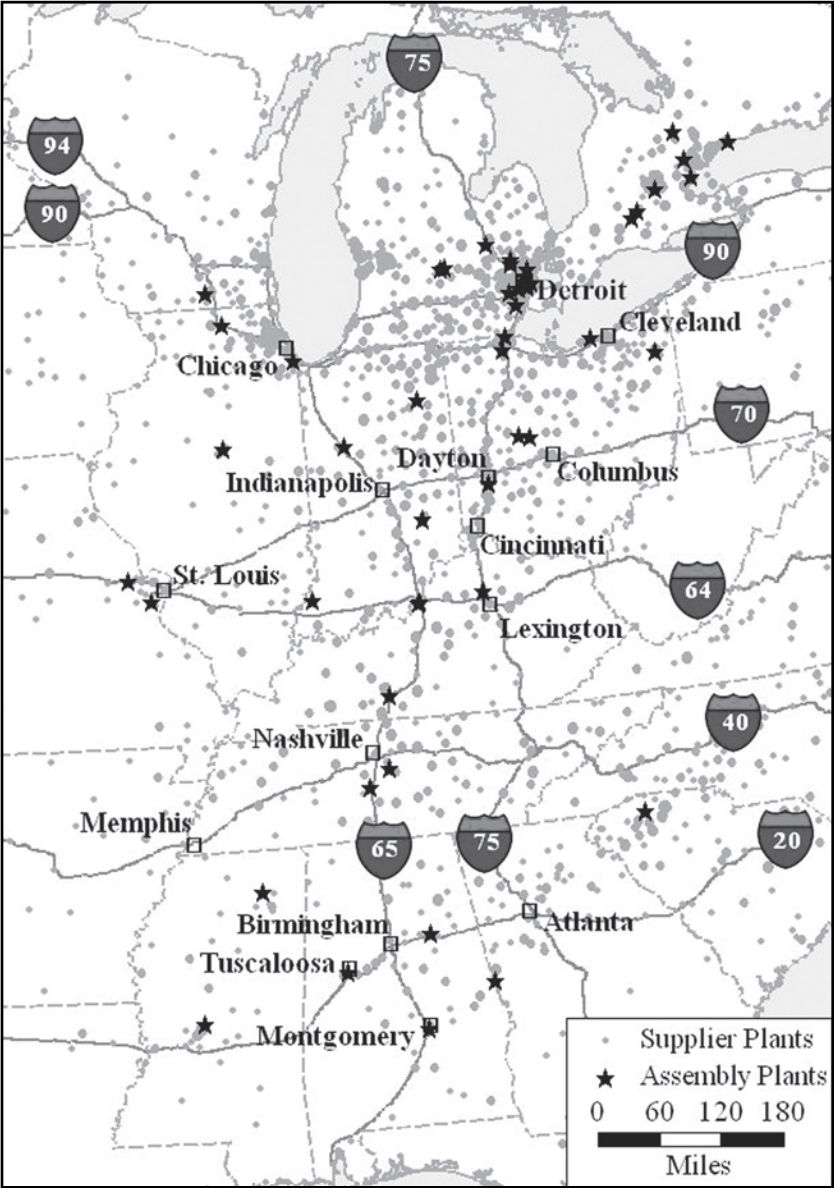 75
94
90
90
Detroit
Cleveland
Chicago
70
Dayton
Columbus
Indianapolis
Cincinnati
St. Louis
64
Lexington
40
Nashville
Memphis
65
75
20
Birmingham
Atlanta
Tuscaloosa
Montgomery
Supplier Plants
Assembly Plants
0 60 120 180
Miles